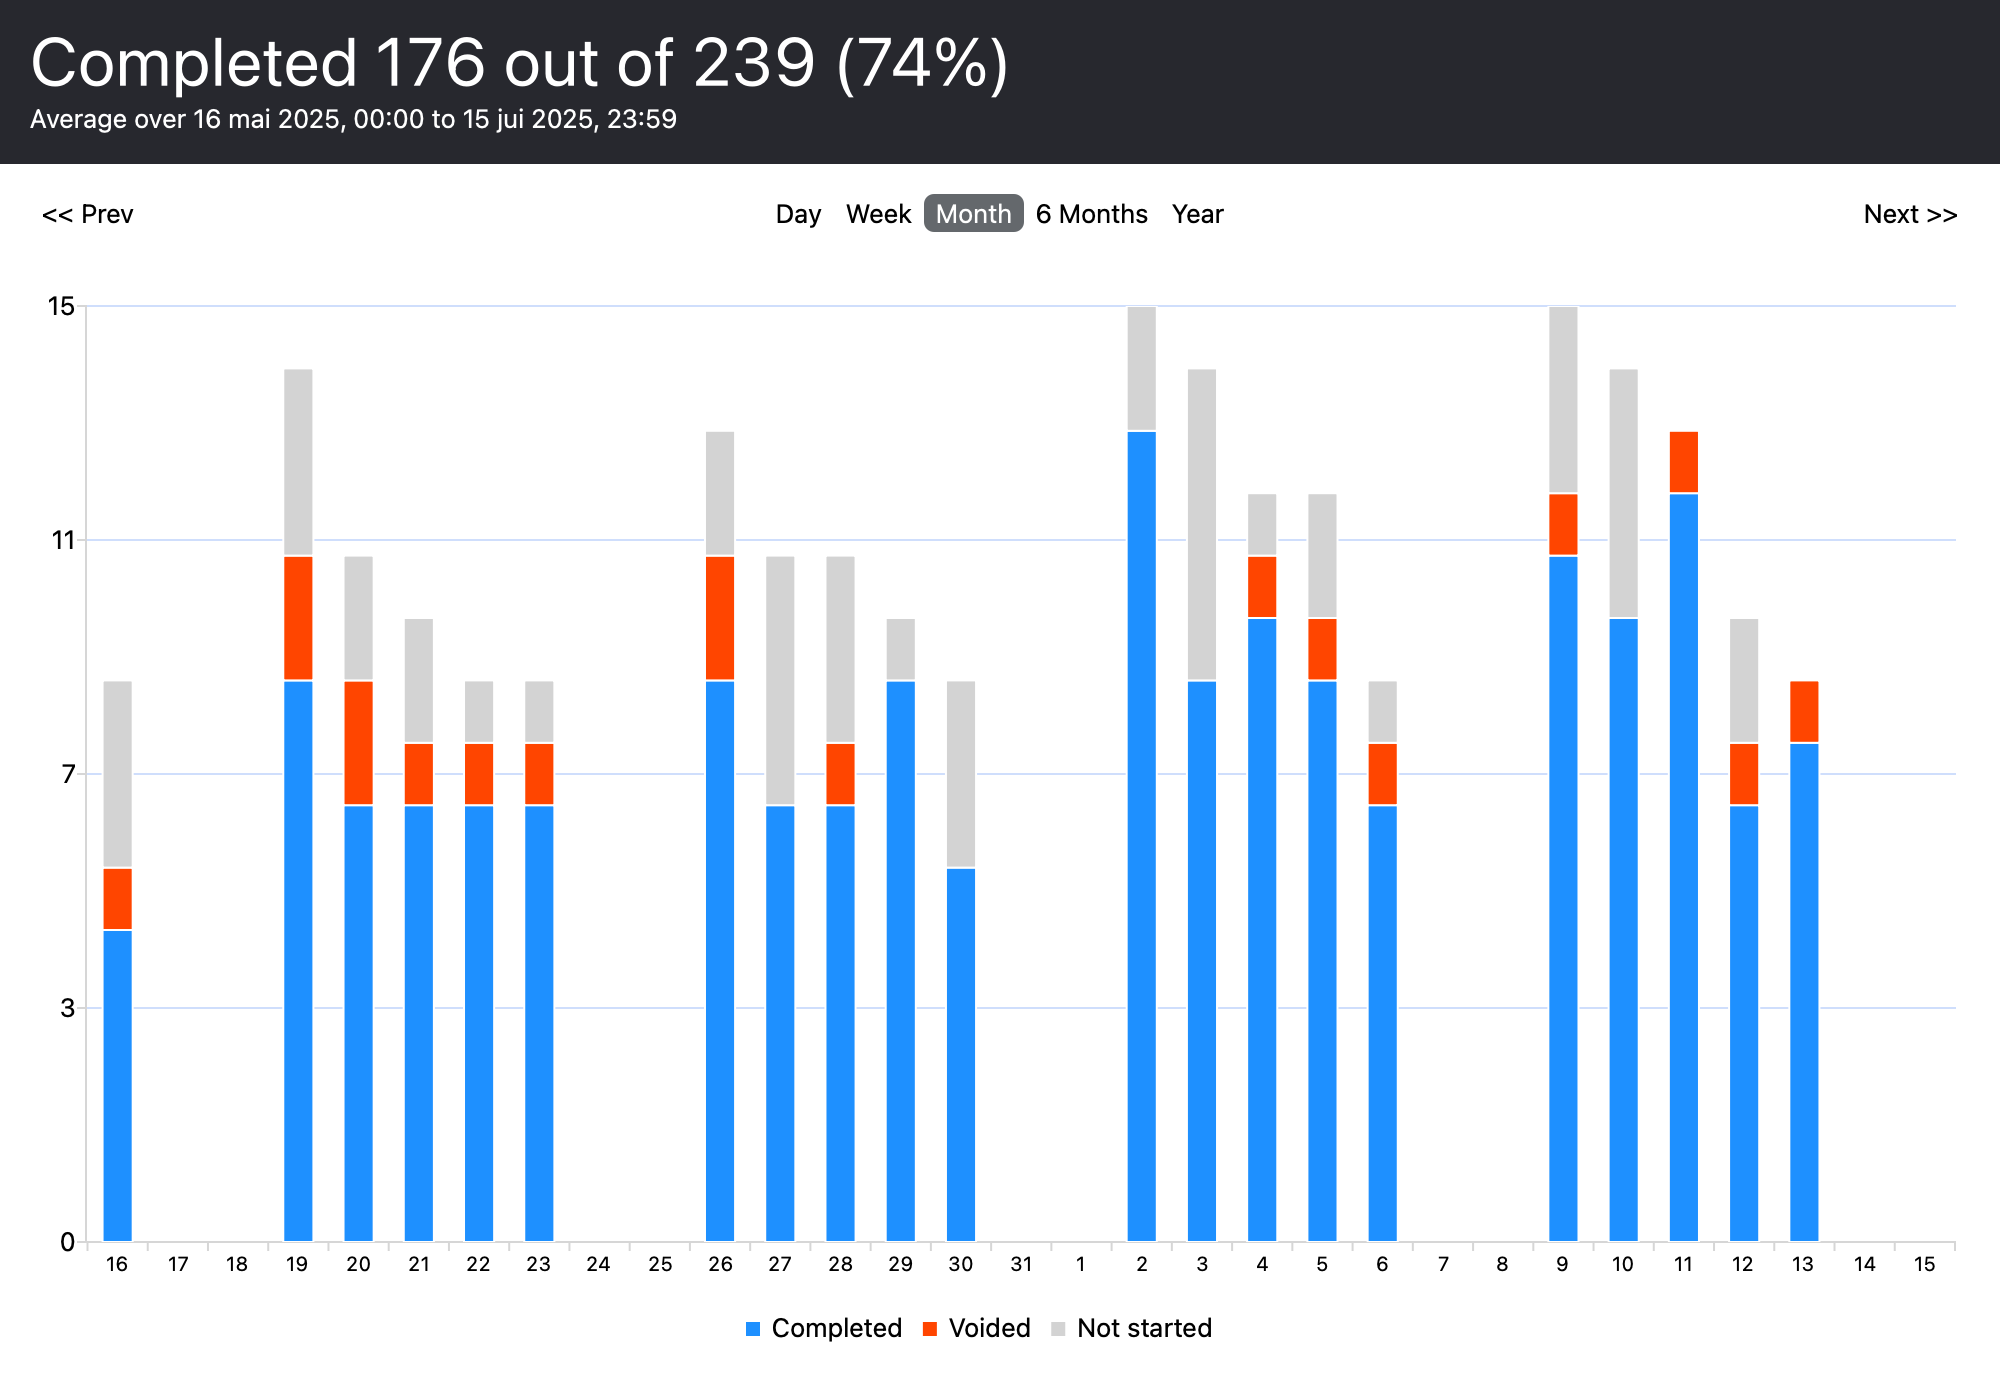 Completed 176 out of 239 (74%)
Average over 16 mai 2025, 00:00 to 15 jui 2025, 23:59
<< Prev Day Week Month 6 Months Year Next >>
15
11
7
3
0
16 17 18 19 20 21 22 23 24 25 26 27 28 29 30 31 1 2 3 4 5 6 7 8 9 10 11 12 13 14 15
Completed Voided Not started